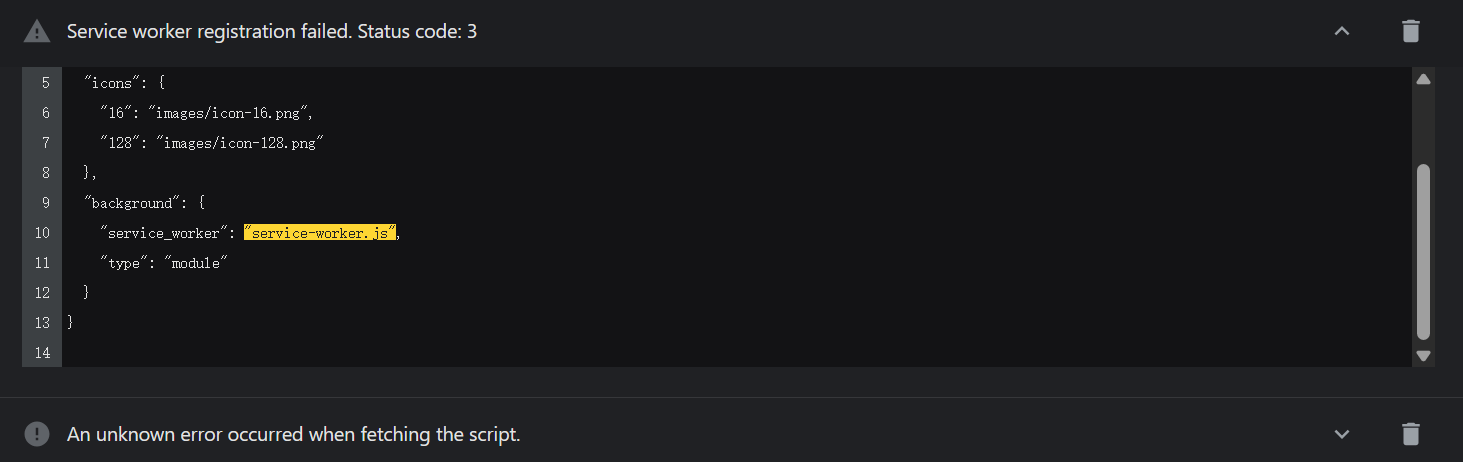 Service worker registration failed. Status code: 3
5 "icons": {
6 "16": "images/icon-16.png",
7 "128": "images/icon-128.png"
8 },
9 "background": {
10 "service_worker": "service-worker.js",
11 "type": "module"
12 }
13 }
14
An unknown error occurred when fetching the script.